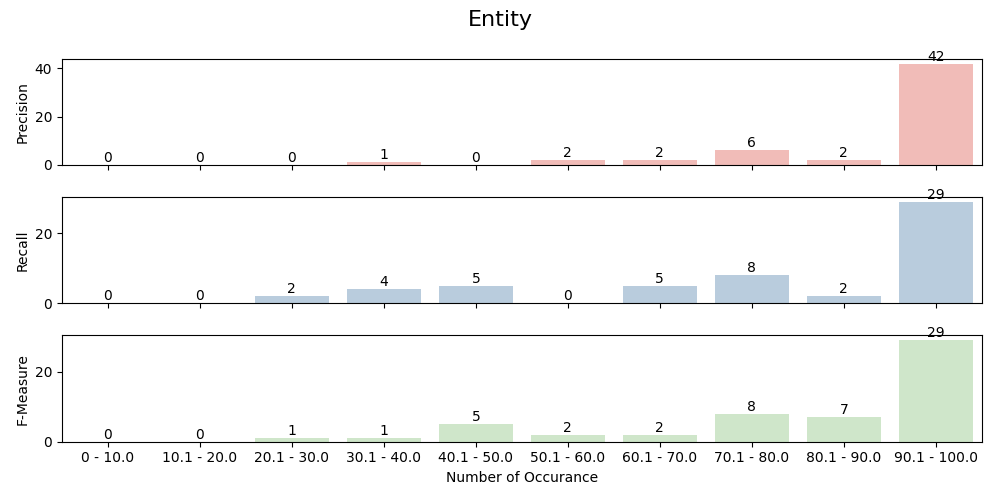 Entity
Precision
40
20
0
0 0 0 1 0 2 2 6 2 42
Recall
20
0
0 0 2 4 5 0 5 8 2 29
F-Measure
20
0
0 0 1 1 5 2 2 8 7 29
0 - 10.0 10.1 - 20.0 20.1 - 30.0 30.1 - 40.0 40.1 - 50.0 50.1 - 60.0 60.1 - 70.0 70.1 - 80.0 80.1 - 90.0 90.1 - 100.0
Number of Occurance